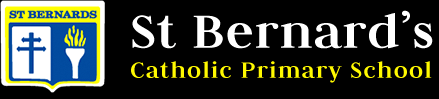 ST BERNARDS
St Bernard's
Catholic Primary School